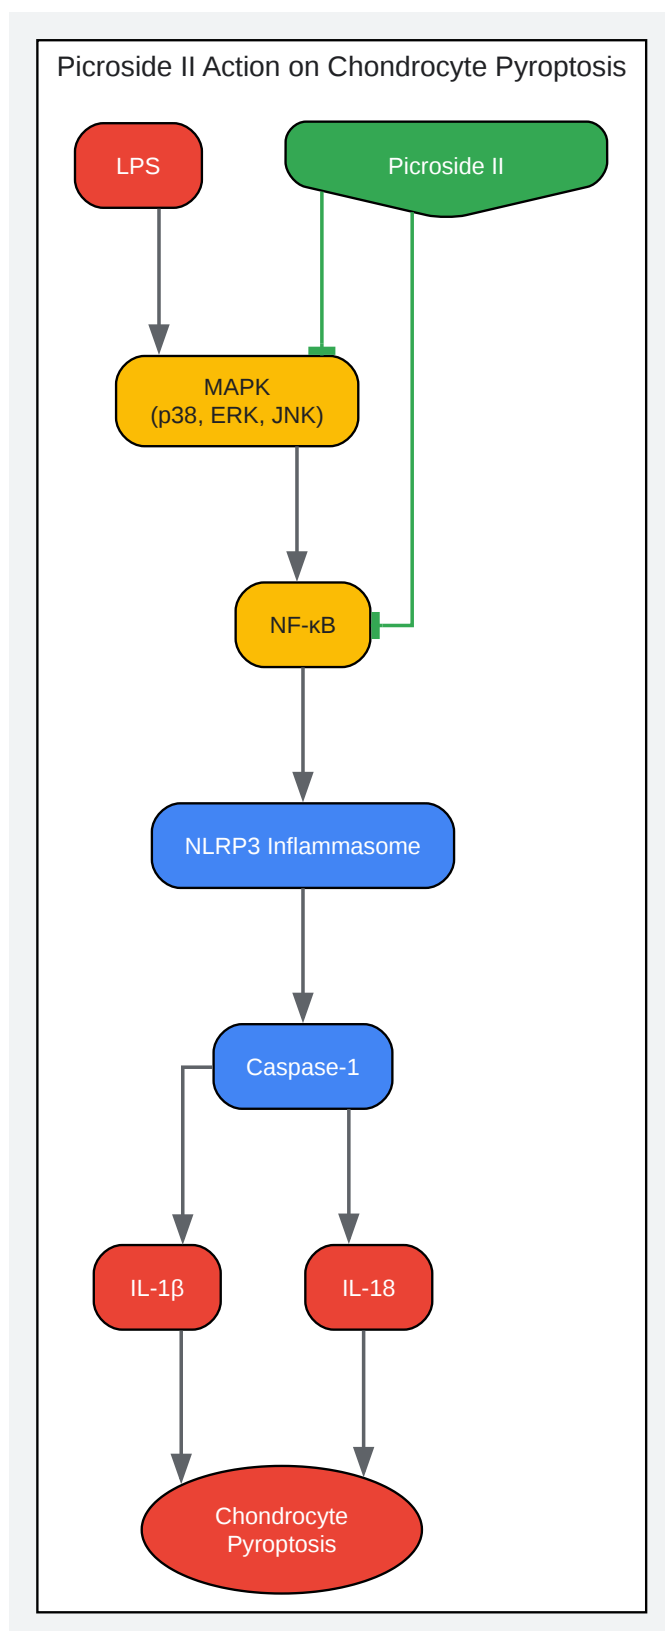 Picroside II Action on Chondrocyte Pyroptosis
LPS
Picroside II
MAPK
(p38, ERK, JNK)
NF-κB
NLRP3 Inflammasome
Caspase-1
IL-1β
IL-18
Chondrocyte
Pyroptosis